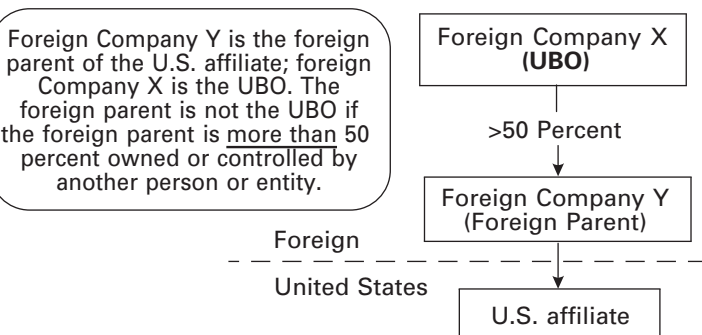 Foreign Company Y is the foreign
parent of the U.S. affiliate; foreign
Company X is the UBO. The
foreign parent is not the UBO if
the foreign parent is more than 50
percent owned or controlled by
another person or entity.
Foreign Company X
(UBO)
>50 Percent
Foreign Company Y
(Foreign Parent)
Foreign
United States
U.S. affiliate